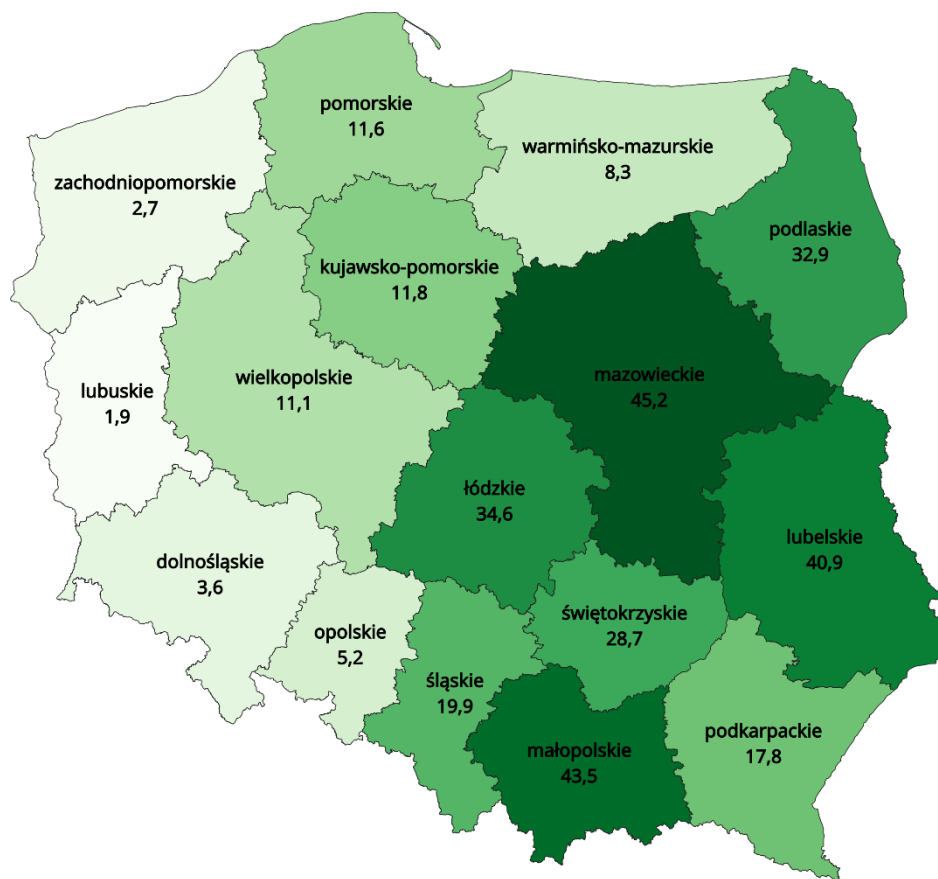 pomorskie
11,6
warmińsko-mazurskie
8,3
zachodniopomorskie
2,7
podlaskie
32,9
kujawsko-pomorskie
11,8
mazowieckie
45,2
wielkopolskie
11,1
lubuskie
1,9
łódzkie
34,6
lubelskie
40,9
dolnośląskie
3,6
świętokrzyskie
28,7
opolskie
5,2
śląskie
19,9
podkarpackie
17,8
małopolskie
43,5